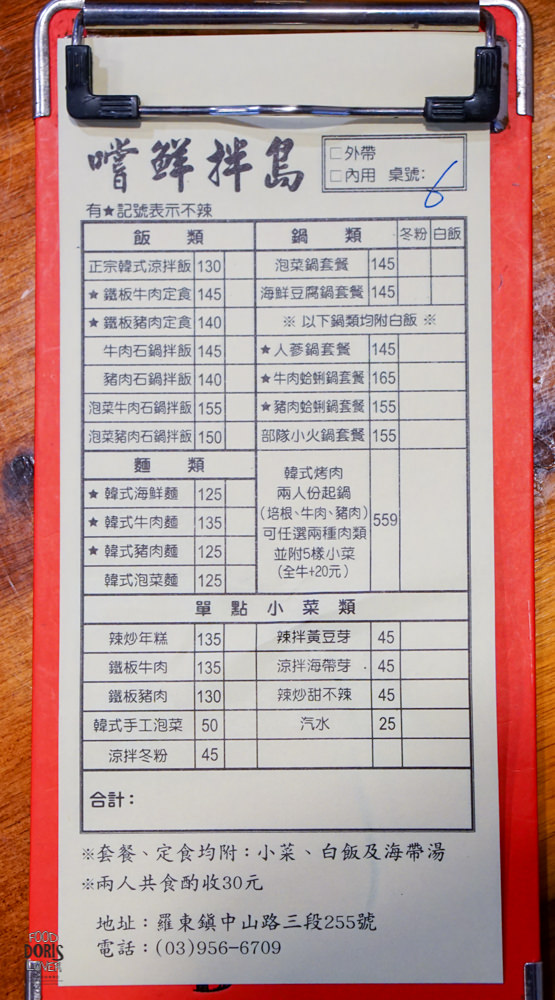 嚐鮮拌島
□外帶
□內用 桌號: 6
有★記號表示不辣
飯 類
正宗韓式涼拌飯 130
★鐵板牛肉定食 145
★鐵板豬肉定食 140
牛肉石鍋拌飯 145
豬肉石鍋拌飯 140
泡菜牛肉石鍋拌飯 155
泡菜豬肉石鍋拌飯 150
麵 類
★韓式海鮮麵 125
★韓式牛肉麵 135
★韓式豬肉麵 125
韓式泡菜麵 125
鍋 類 冬粉 白飯
泡菜鍋套餐 145
海鮮豆腐鍋套餐 145
※ 以下鍋類均附白飯 ※
★人蔘鍋套餐 145
★牛肉蛤蜊鍋套餐 165
★豬肉蛤蜊鍋套餐 155
部隊小火鍋套餐 155
韓式烤肉
兩人份起鍋
(培根、牛肉、豬肉) 559
可任選兩種肉類
並附5樣小菜
(全牛+20元)
單點小菜類
辣炒年糕 135 辣拌黃豆芽 45
鐵板牛肉 135 涼拌海帶芽 45
鐵板豬肉 130 辣炒甜不辣 45
韓式手工泡菜 50 汽水 25
涼拌冬粉 45
合計:
※套餐、定食均附:小菜、白飯及海帶湯
※兩人共食酌收30元
地址:羅東鎮中山路三段255號
電話:(03)956-6709
FOOD
DORIS
LOVER